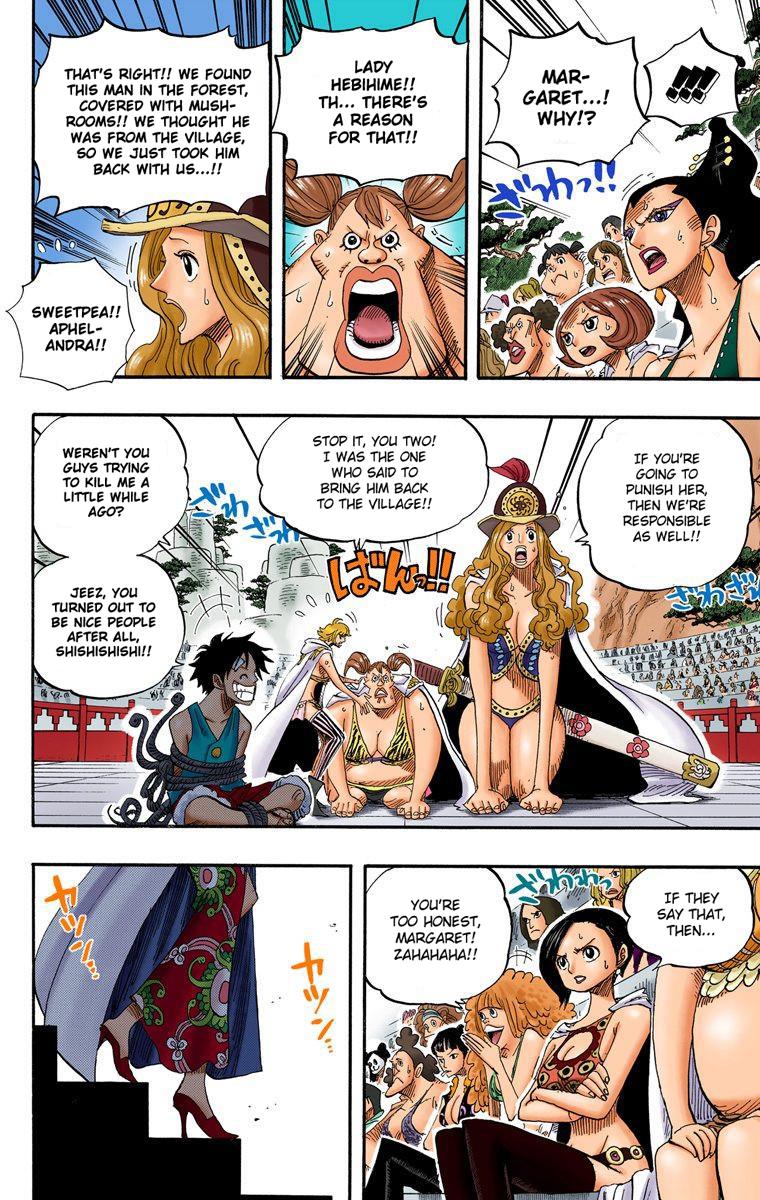 !!!!
MAR-
GARET...!
WHY!?
ざわっ!!
LADY
HEBIHIME!!
TH... THERE'S
A REASON
FOR THAT!!
THAT'S RIGHT!! WE FOUND
THIS MAN IN THE FOREST,
COVERED WITH MUSH-
ROOMS!! WE THOUGHT HE
WAS FROM THE VILLAGE,
SO WE JUST TOOK HIM
BACK WITH US...!!
SWEETPEA!!
APHEL-
ANDRA!!
IF YOU'RE
GOING TO
PUNISH HER,
THEN WE'RE
RESPONSIBLE
AS WELL!!
ざわざわ
STOP IT, YOU TWO!
I WAS THE ONE
WHO SAID TO
BRING HIM BACK
TO THE VILLAGE!!
ばんっ!!
ざわ
ざわ
WEREN'T YOU
GUYS TRYING
TO KILL ME A
LITTLE WHILE
AGO?
JEEZ, YOU
TURNED OUT TO
BE NICE PEOPLE
AFTER ALL,
SHISHISHISHI!!
IF THEY
SAY THAT,
THEN...
ざわわっ
YOU'RE
TOO HONEST,
MARGARET!
ZAHAHAHA!!
カツン…
カツン